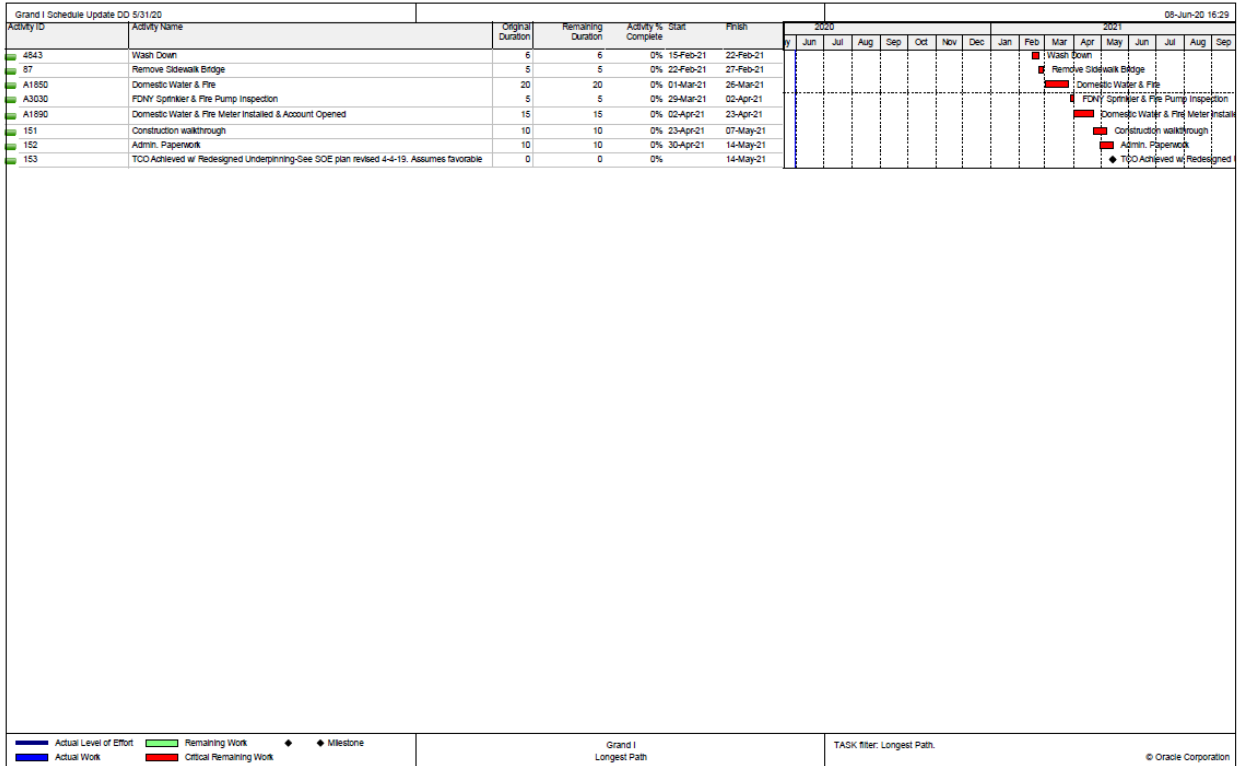 Grand I Schedule Update DD 5/31/20 08-Jun-20 16:29
Activity ID Activity Name Original Duration Remaining Duration Activity % Complete Start Finish 2020 2021
y Jun Jul Aug Sep Oct Nov Dec Jan Feb Mar Apr May Jun Jul Aug Sep
4843 Wash Down 6 6 0% 15-Feb-21 22-Feb-21 Wash Down
87 Remove Sidewalk Bridge 5 5 0% 22-Feb-21 27-Feb-21 Remove Sidewalk Bridge
A1850 Domestic Water & Fire 20 20 0% 01-Mar-21 26-Mar-21 Domestic Water & Fire
A3030 FDNY Sprinkler & Fire Pump Inspection 5 5 0% 29-Mar-21 02-Apr-21 FDNY Sprinkler & Fire Pump Inspection
A1890 Domestic Water & Fire Meter Installed & Account Opened 15 15 0% 02-Apr-21 23-Apr-21 Domestic Water & Fire Meter Installe
151 Construction walkthrough 10 10 0% 23-Apr-21 07-May-21 Construction walkthrough
152 Admin. Paperwork 10 10 0% 30-Apr-21 14-May-21 Admin. Paperwork
153 TCO Achieved w/ Redesigned Underpinning-See SOE plan revised 4-4-19. Assumes favorable 0 0 0% 14-May-21 TCO Achieved w/ Redesigned
Actual Level of Effort Remaining Work Milestone
Actual Work Critical Remaining Work
Grand I
Longest Path
TASK filter: Longest Path.
© Oracle Corporation